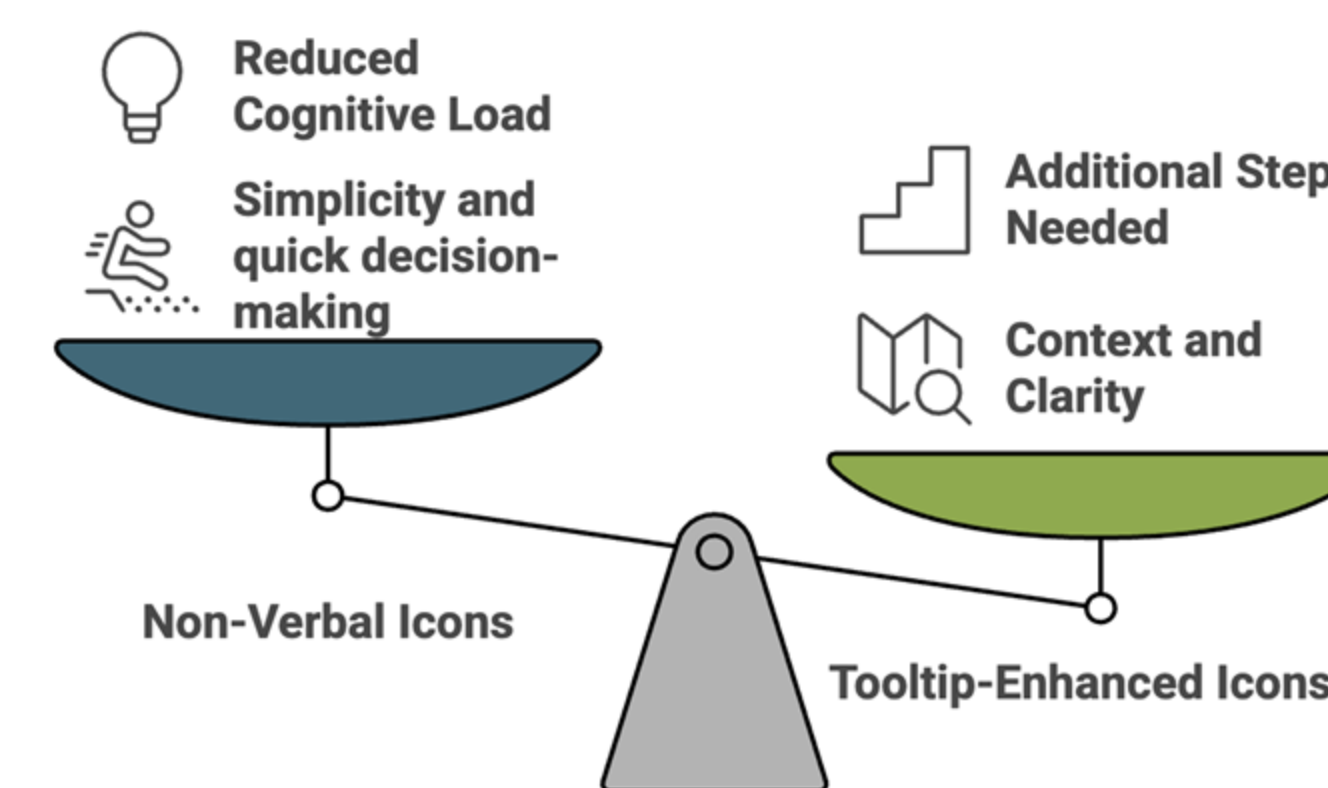 Reduced
Cognitive Load
Simplicity and
quick decision-
making
Additional Step
Needed
Context and
Clarity
Non-Verbal Icons
Tooltip-Enhanced Icons